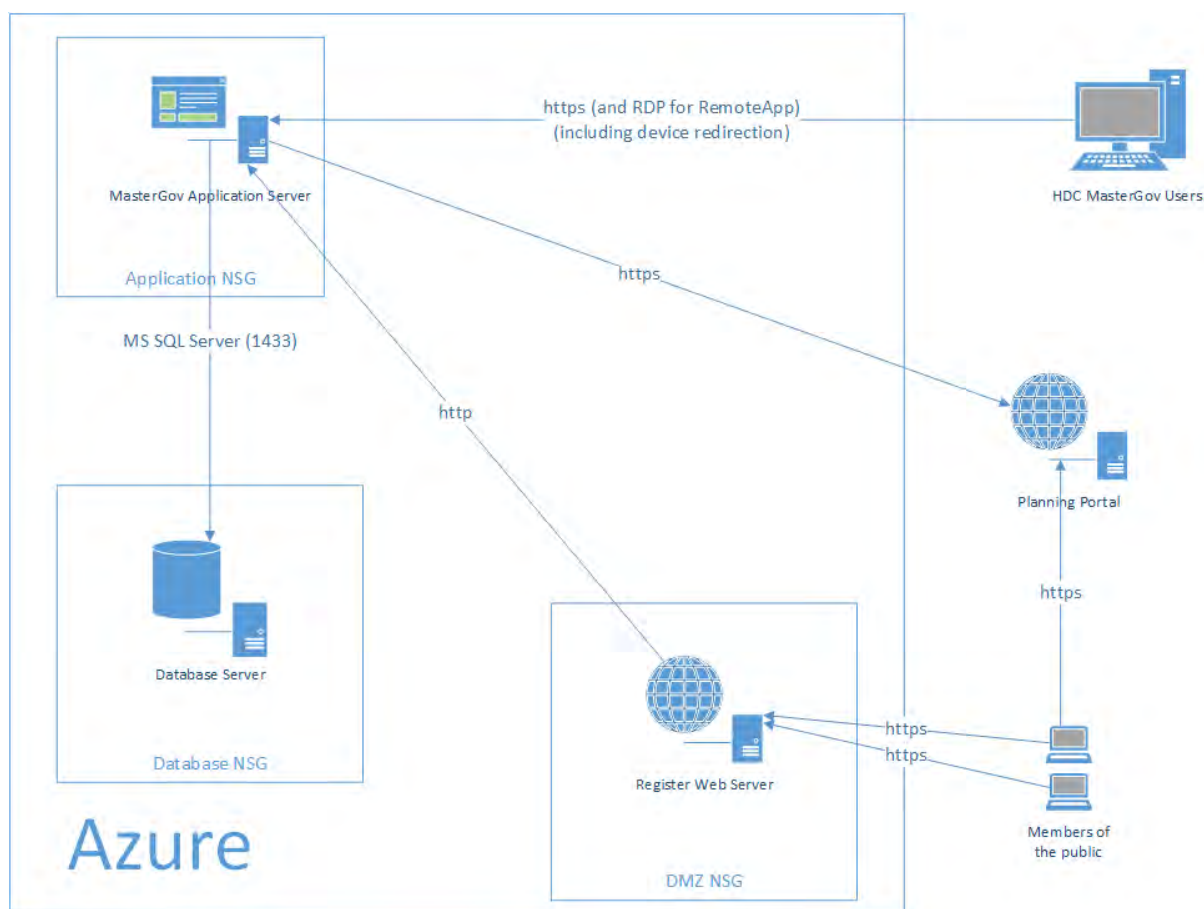 https (and RDP for RemoteApp)
(including device redirection)
MasterGov Application Server
HDC MasterGov Users
Application NSG
https
MS SQL Server (1433)
http
Planning Portal
https
Database Server
https
https
Database NSG
Register Web Server
Members of
the public
Azure
DMZ NSG